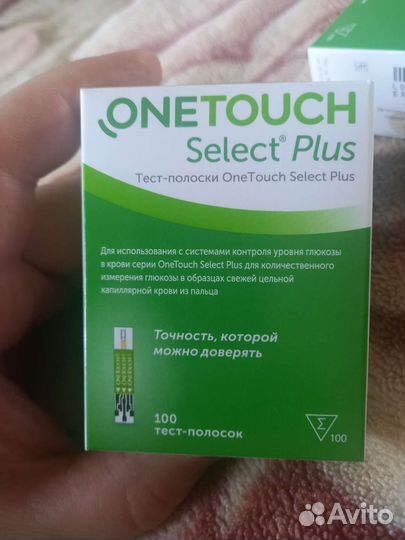 ONETOUCH
Select® Plus
Тест-полоски OneTouch Select Plus
Для использования с системами контроля уровня глюкозы
в крови серии OneTouch Select Plus для количественного
измерения глюкозы в образцах свежей цельной
капиллярной крови из пальца
Точность, которой
можно доверять
100
тест-полосок
Σ
100
Avito